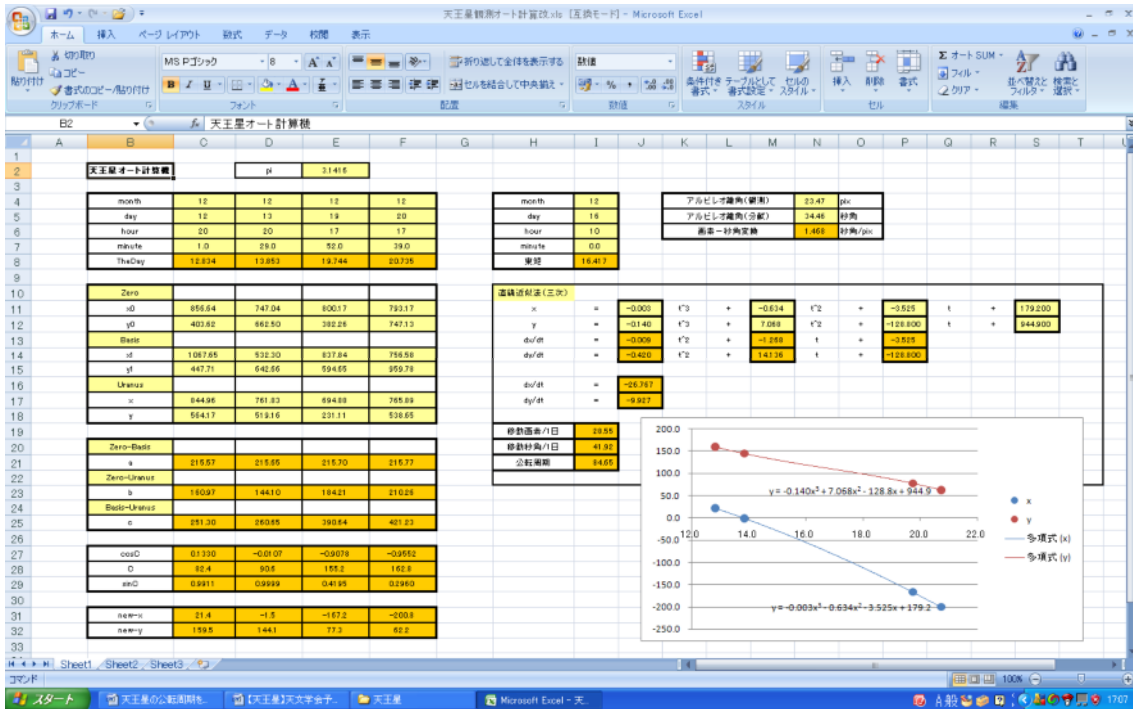 天王星観測オート計算改.xls [互換モード] - Microsoft Excel
ホーム 挿入 ページ レイアウト 数式 データ 校閲 表示
切り取り
コピー
書式のコピー/貼り付け
貼り付け
クリップボード
MS Pゴシック 8
B I U
フォント
折り返して全体を表示する
セルを結合して中央揃え
配置
数値
数値
条件付き書式 テーブルとして書式設定 セルのスタイル
スタイル
挿入 削除 書式
セル
Σ オート SUM
フィル
クリア
並べ替えとフィルタ 検索と選択
編集
B2 fx 天王星オート計算機
A B C D E F G H I J K L M N O P Q R S T
天王星オート計算機 pi 3.1416
month 12 12 12 12
day 12 13 19 20
hour 20 20 17 17
minute 1.0 29.0 52.0 39.0
TheDay 12.834 13.853 19.744 20.735
month 12
day 16
hour 10
minute 0.0
東経 16.417
アルビレオ離角(観測) 23.47 pix
アルビレオ離角(分献) 34.46 秒角
画素－秒角変換 1.468 秒角/pix
Zero
x0 856.64 747.04 800.17 793.17
y0 403.62 662.50 382.26 747.13
Basis
x1 1067.65 532.30 837.84 756.58
y1 447.71 642.66 594.65 959.78
Uranus
x 844.96 761.83 694.88 765.89
y 564.17 519.16 231.11 538.65
Zero-Basis
a 215.57 215.65 215.70 215.77
Zero-Uranus
b 160.97 144.10 184.21 210.26
Basis-Uranus
c 251.30 260.65 390.64 421.23
cosC 0.1330 -0.0107 -0.9078 -0.9552
C 82.4 90.6 155.2 162.8
sinC 0.9911 0.9999 0.4195 0.2960
new-x 21.4 -1.5 -167.2 -200.8
new-y 159.5 144.1 77.3 62.2
x = -0.003 t^3 + -0.634 t^2 + -3.525 t + 179.200
y = -0.140 t^3 + 7.068 t^2 + -128.800 t + 944.900
dx/dt = -0.009 t^2 + -1.268 t + -3.525
dy/dt = -0.420 t^2 + 14.136 t + -128.800
dx/dt = -26.767
dy/dt = -9.927
移動画素/1日 28.55
移動秒角/1日 41.92
公転周期 84.65
200.0
150.0
100.0
50.0
0.0
-50.0
-100.0
-150.0
-200.0
-250.0
12.0 14.0 16.0 18.0 20.0 22.0
y = -0.140x³ + 7.068x² - 128.8x + 944.9
y = -0.003x³ - 0.634x² - 3.525x + 179.2
x
y
多項式 (x)
多項式 (y)
Sheet1 Sheet2 Sheet3
コマンド 100%
スタート 天王星の公転周期を... 【天王星】天文学会予... 天王星 Microsoft Excel - 天... A 般 17:07